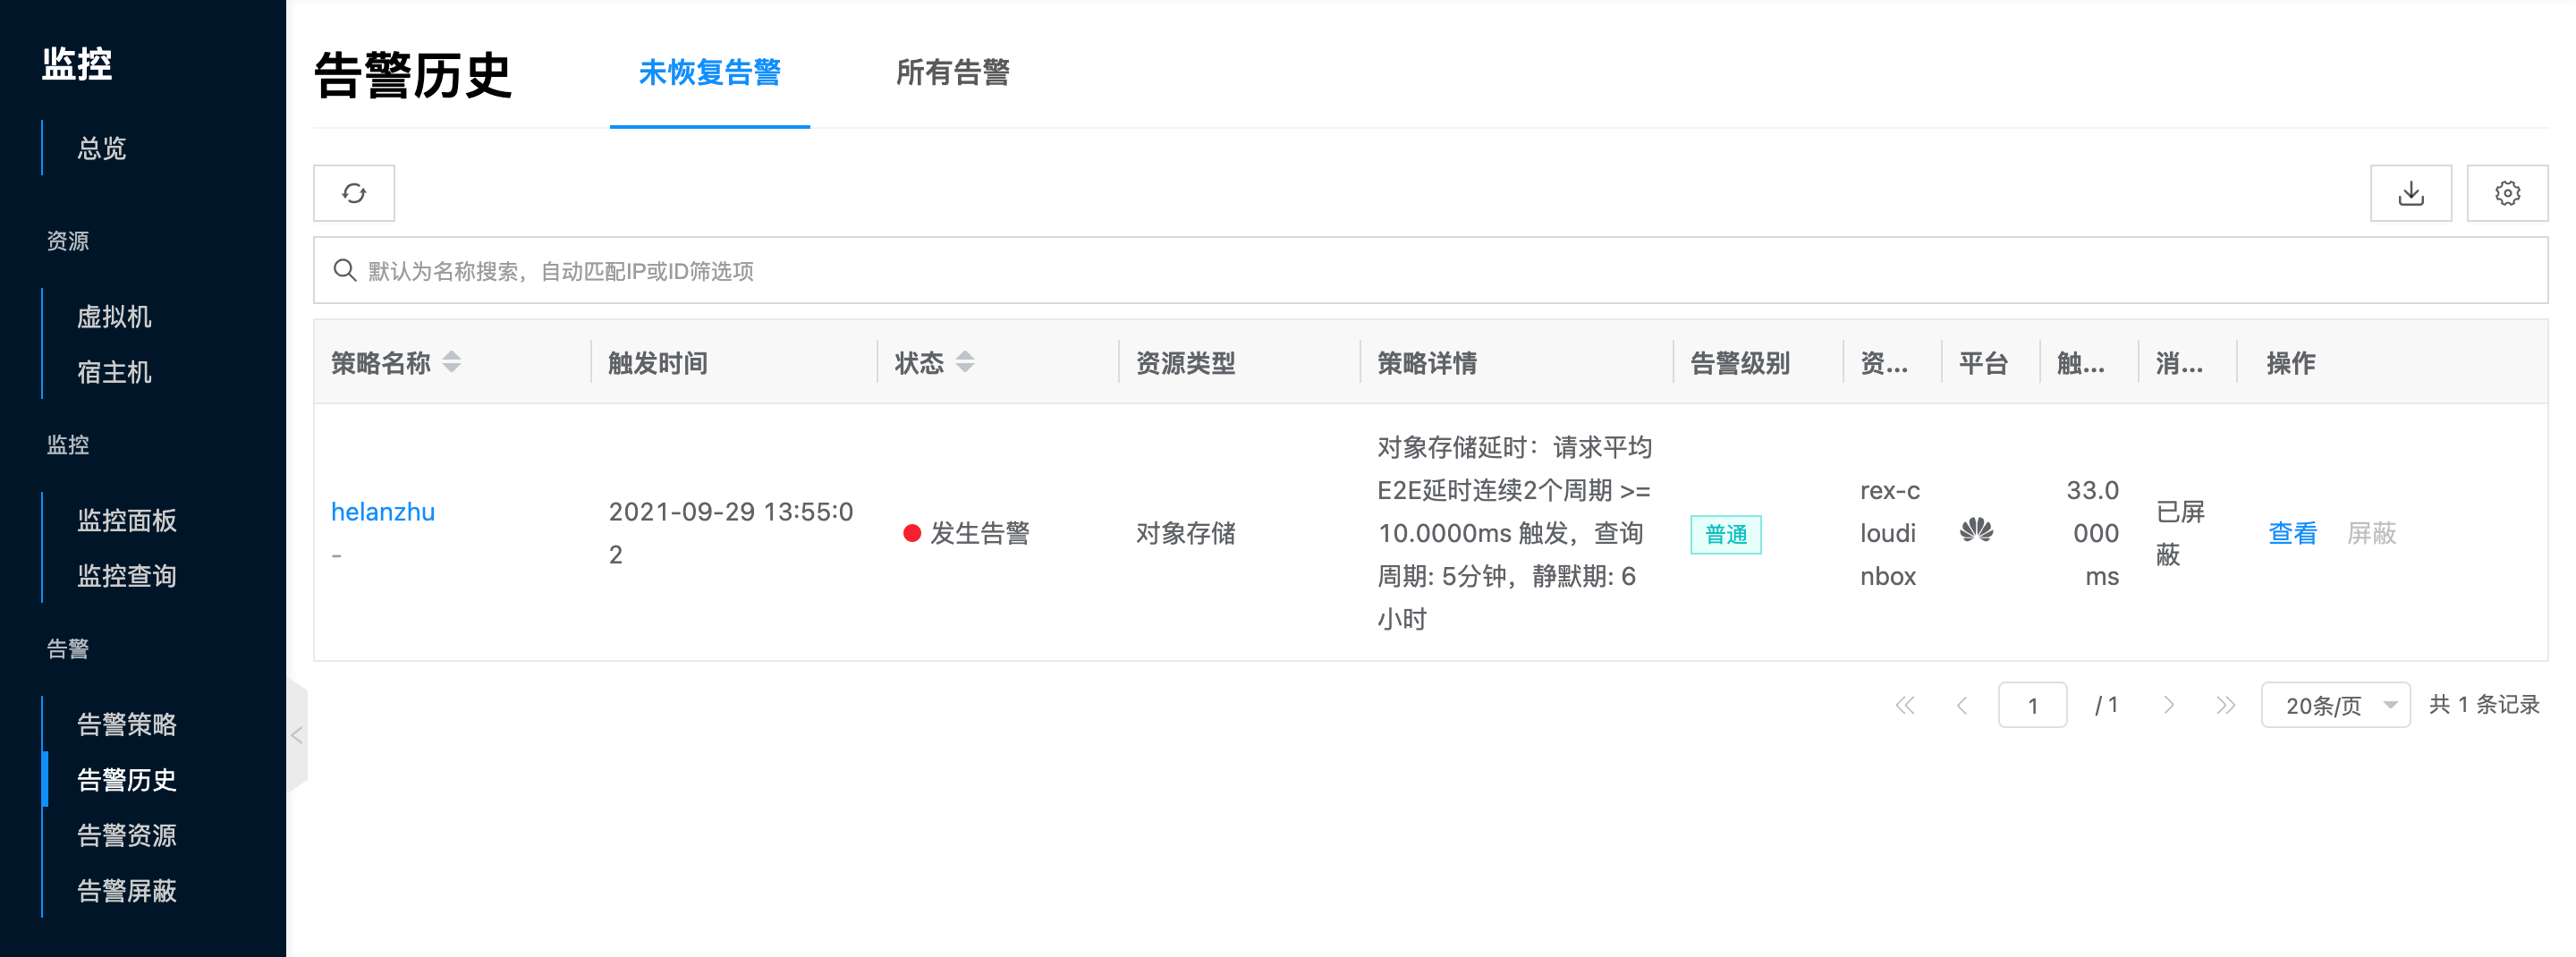 监控
总览
资源
虚拟机
宿主机
监控
监控面板
监控查询
告警
告警策略
告警历史
告警资源
告警屏蔽
告警历史
未恢复告警
所有告警
默认为名称搜索，自动匹配IP或ID筛选项
策略名称 触发时间 状态 资源类型 策略详情 告警级别 资... 平台 触... 消... 操作
helanzhu
-
2021-09-29 13:55:0
2
发生告警
对象存储
对象存储延时：请求平均
E2E延时连续2个周期 >=
10.0000ms 触发，查询
周期: 5分钟，静默期: 6
小时
普通
rex-c
loudi
nbox
33.0
000
ms
已屏
蔽
查看 屏蔽
1 / 1 20条/页 共 1 条记录